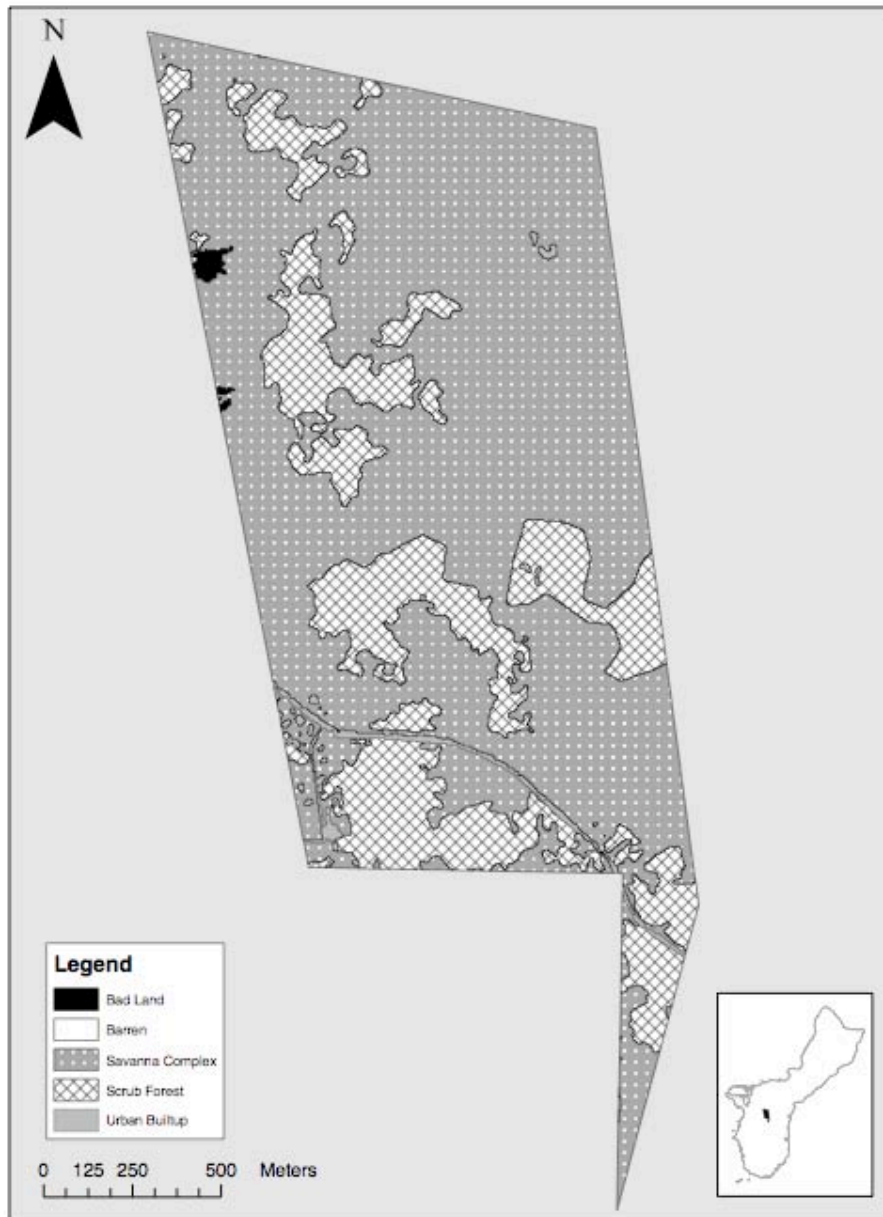 N
Legend
Bad Land
Barren
Savanna Complex
Scrub Forest
Urban Builtup
0 125 250 500 Meters